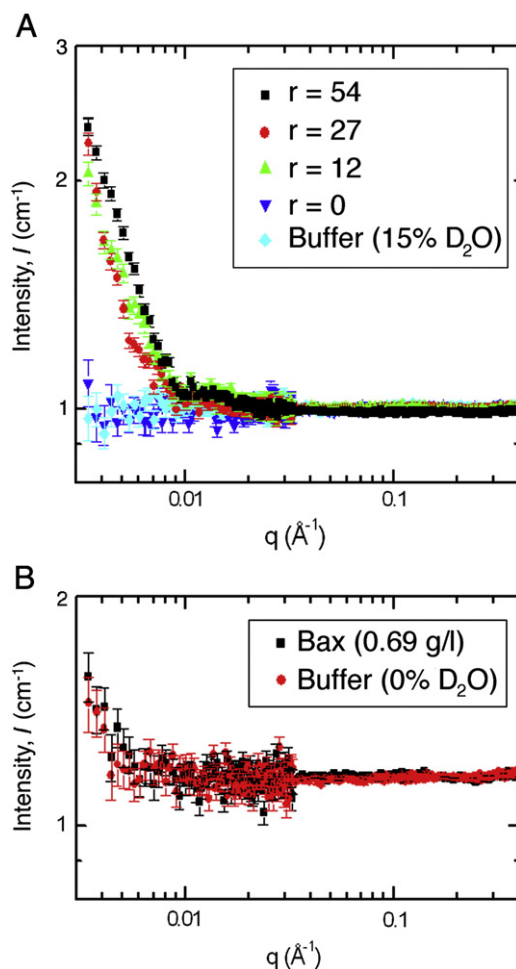 A
3
2
1
Intensity, I (cm-1)
r = 54
r = 27
r = 12
r = 0
Buffer (15% D2O)
0.01
0.1
q (Å-1)
B
2
1
Intensity, I (cm-1)
Bax (0.69 g/l)
Buffer (0% D2O)
0.01
0.1
q (Å-1)